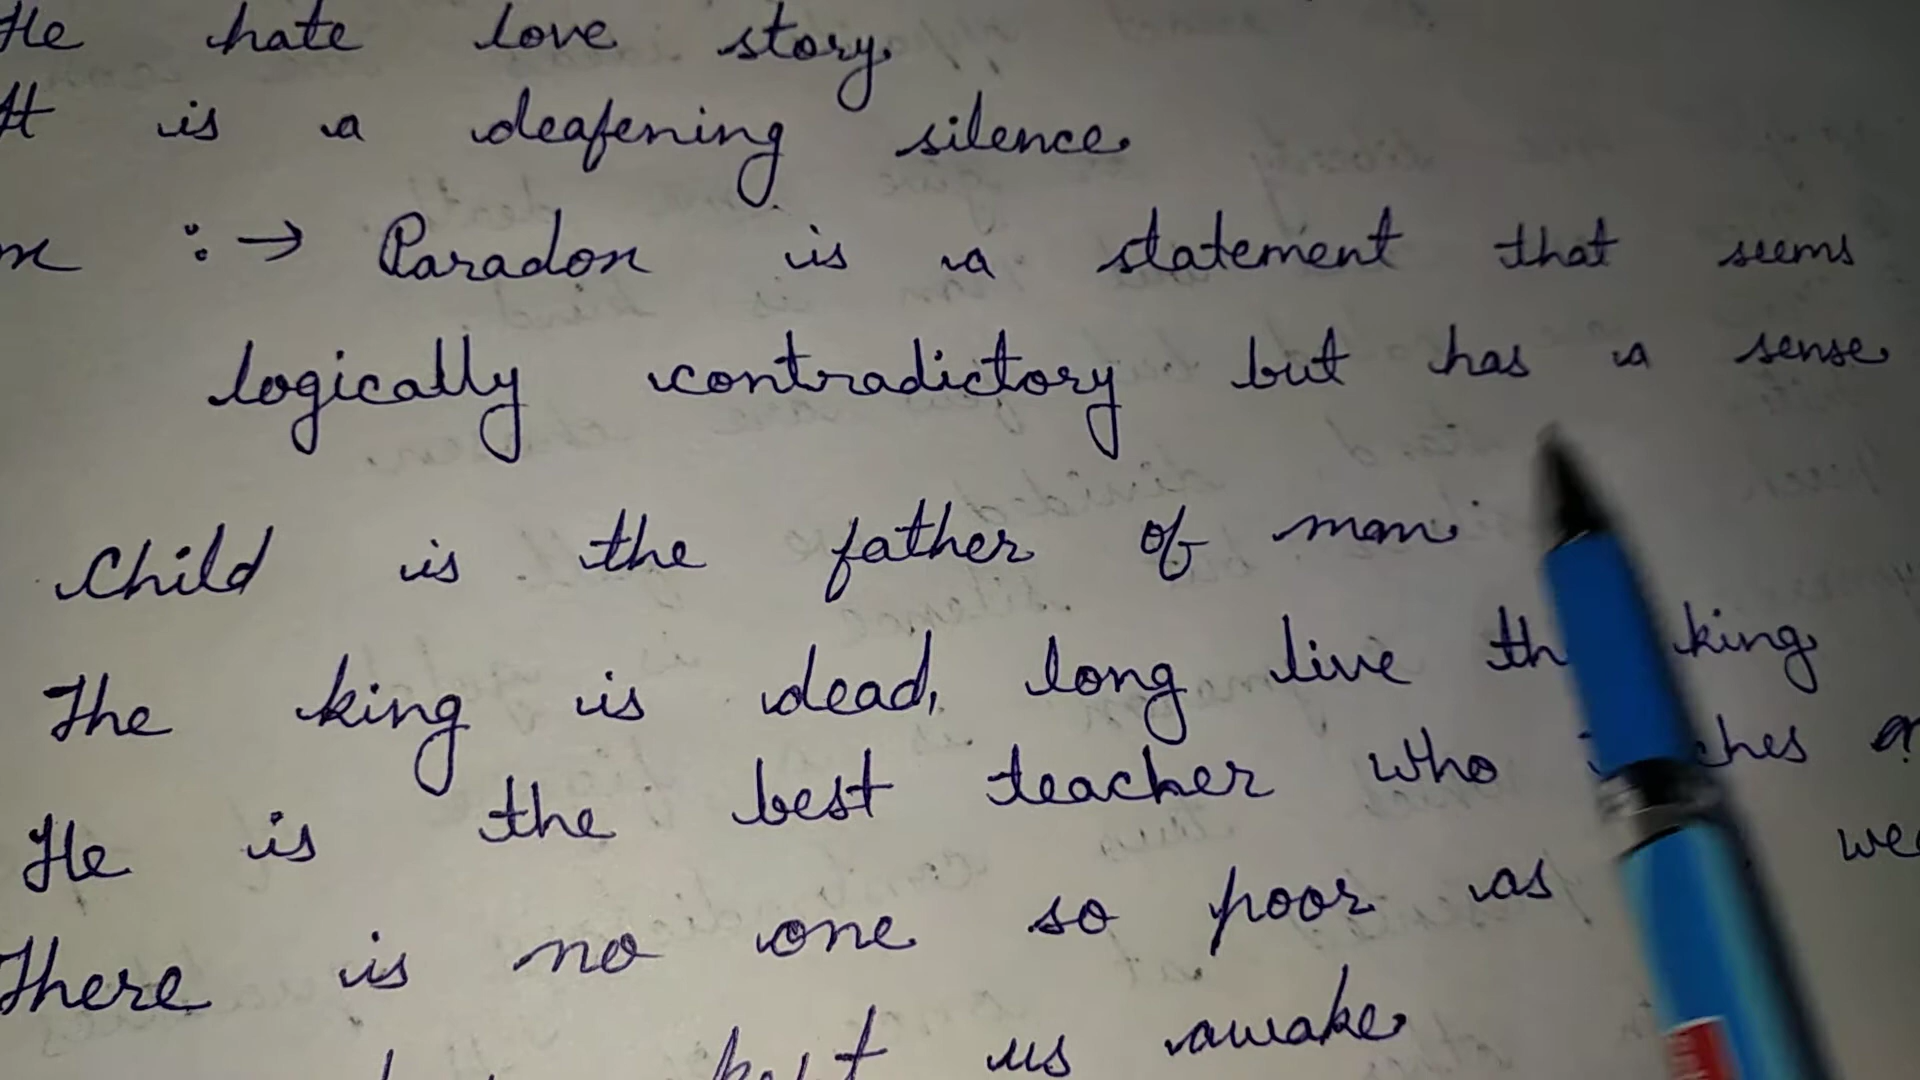 He hate love story.
It is a deafening silence.
x :→ Paradox is a statement that seems
logically contradictory but has a sense
Child is the father of man.
The king is dead, long live the king
He is the best teacher who
There is no one so poor as
kept us awake